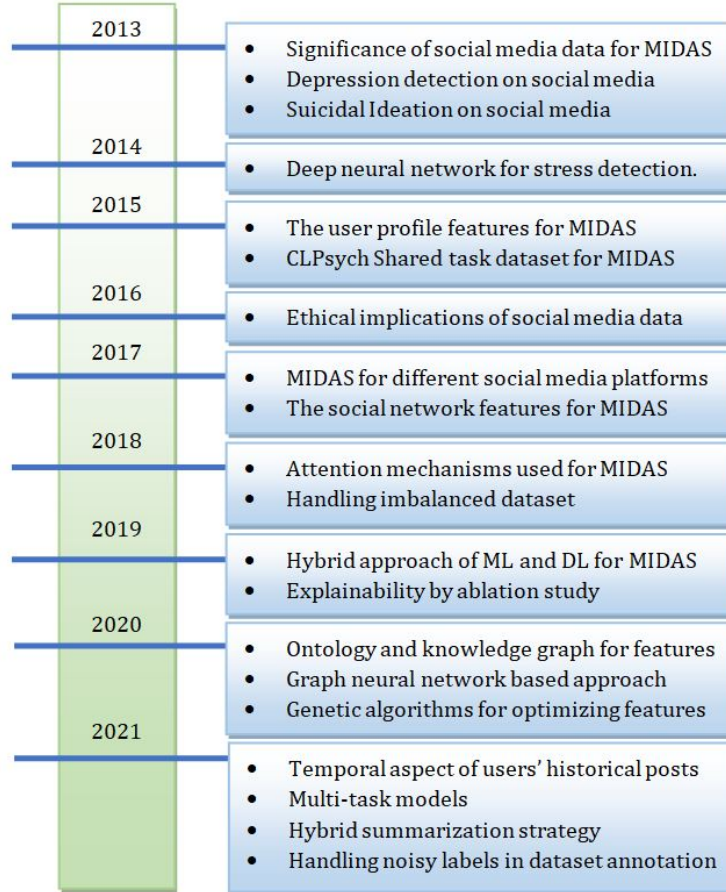 2013
• Significance of social media data for MIDAS
• Depression detection on social media
• Suicidal Ideation on social media
2014
• Deep neural network for stress detection.
2015
• The user profile features for MIDAS
• CLPsych Shared task dataset for MIDAS
2016
• Ethical implications of social media data
2017
• MIDAS for different social media platforms
• The social network features for MIDAS
2018
• Attention mechanisms used for MIDAS
• Handling imbalanced dataset
2019
• Hybrid approach of ML and DL for MIDAS
• Explainability by ablation study
2020
• Ontology and knowledge graph for features
• Graph neural network based approach
• Genetic algorithms for optimizing features
2021
• Temporal aspect of users’ historical posts
• Multi-task models
• Hybrid summarization strategy
• Handling noisy labels in dataset annotation